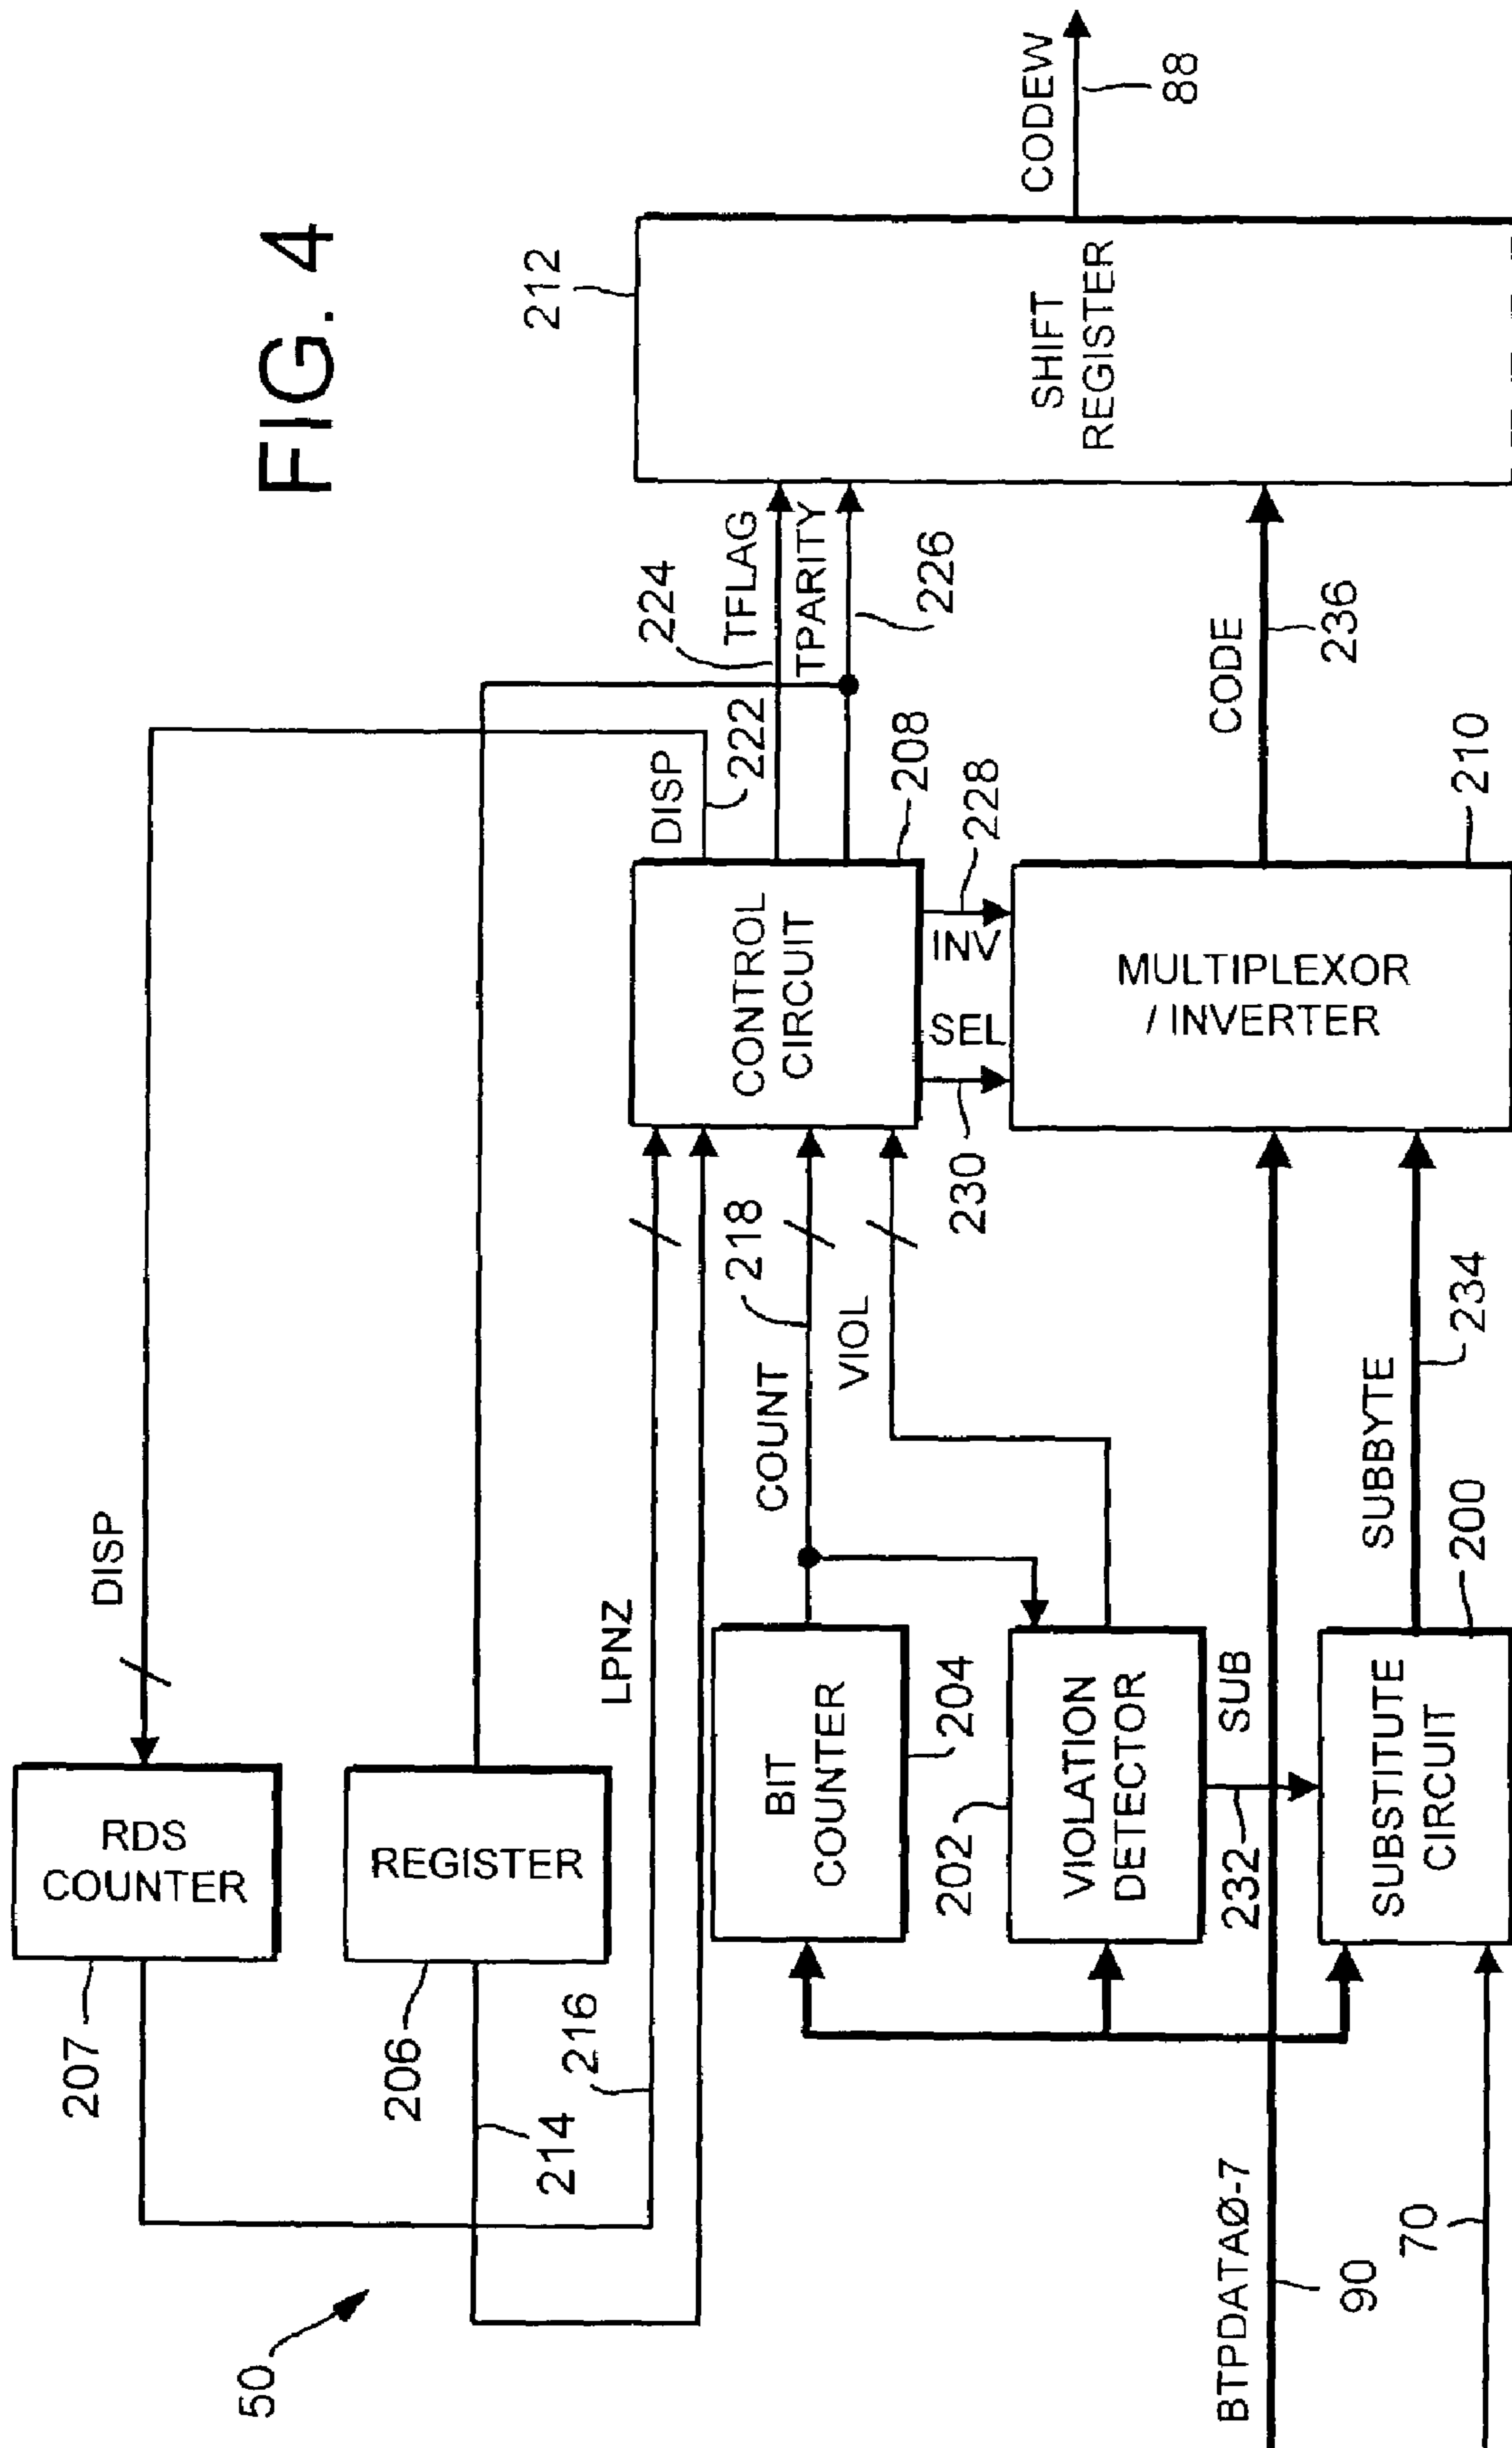 FIG. 4
50
207
RDS
COUNTER
DISP
206
REGISTER
214
216
LPNZ
BIT
COUNTER
204
COUNT
218
VIOL
202
VIOLATION
DETECTOR
232
SUB
SUBSTITUTE
CIRCUIT
200
SUBBYTE
234
BTPDATAØ-7
90
70
CONTROL
CIRCUIT
208
DISP
222
224
TFLAG
TPARITY
226
230
SEL
INV
228
MULTIPLEXOR
/ INVERTER
210
CODE
236
212
SHIFT
REGISTER
CODEW
88